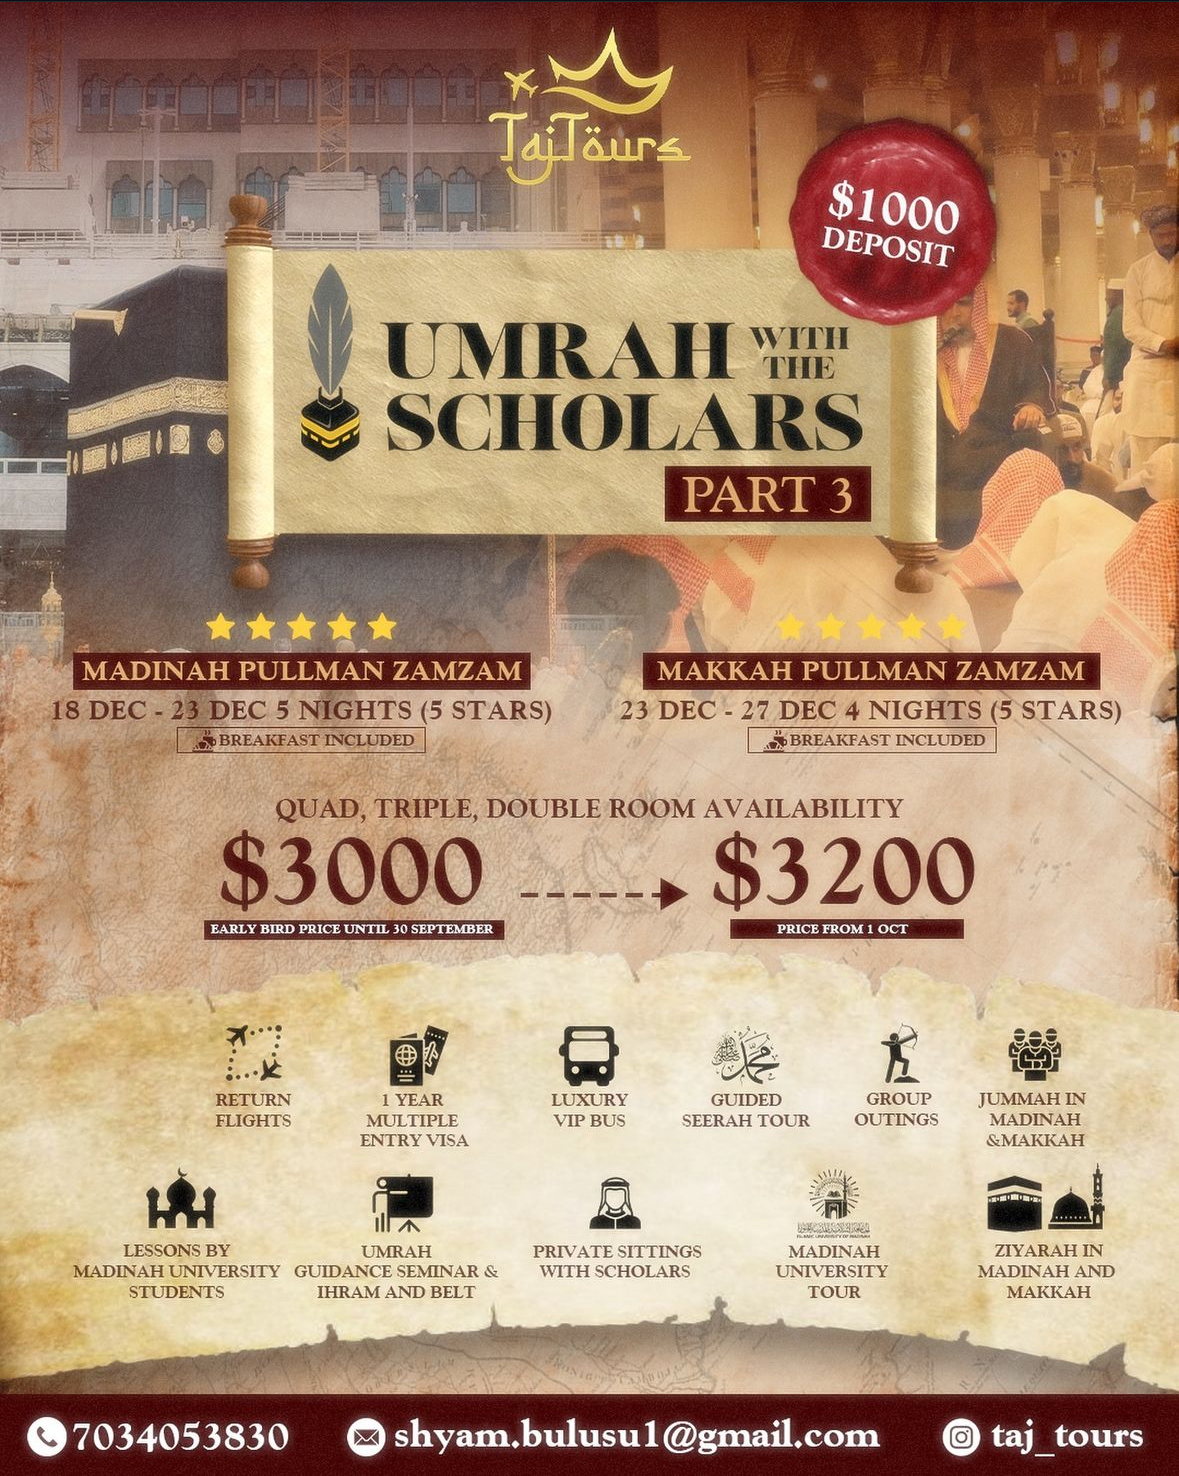 TajTöurs
$1000
DEPOSIT
UMRAH WITH
THE
SCHOLARS
PART 3
MADINAH PULLMAN ZAMZAM
18 DEC - 23 DEC 5 NIGHTS (5 STARS)
BREAKFAST INCLUDED
MAKKAH PULLMAN ZAMZAM
23 DEC - 27 DEC 4 NIGHTS (5 STARS)
BREAKFAST INCLUDED
QUAD, TRIPLE, DOUBLE ROOM AVAILABILITY
$3000
EARLY BIRD PRICE UNTIL 30 SEPTEMBER
$3200
PRICE FROM 1 OCT
RETURN
FLIGHTS
1 YEAR
MULTIPLE
ENTRY VISA
LUXURY
VIP BUS
GUIDED
SEERAH TOUR
GROUP
OUTINGS
JUMMAH IN
MADINAH
&MAKKAH
LESSONS BY
MADINAH UNIVERSITY
STUDENTS
UMRAH
GUIDANCE SEMINAR &
IHRAM AND BELT
PRIVATE SITTINGS
WITH SCHOLARS
ISLAMIC UNIVERSITY OF MADINAH
MADINAH
UNIVERSITY
TOUR
ZIYARAH IN
MADINAH AND
MAKKAH
7034053830
shyam.bulusu1@gmail.com
taj_tours